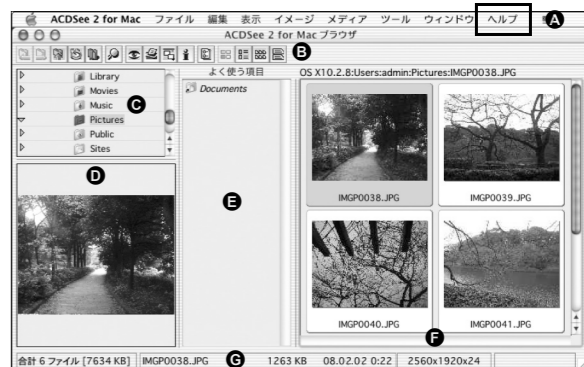 ACDSee 2 for Mac ファイル 編集 表示 イメージ メディア ツール ウィンドウ ヘルプ A
ACDSee 2 for Mac ブラウザ
B
よく使う項目
OS X10.2.8:Users:admin:Pictures:IMGP0038.JPG
Library
Movies
Music
Pictures
Public
Sites
C
Documents
D
E
IMGP0038.JPG
IMGP0039.JPG
IMGP0040.JPG
IMGP0041.JPG
F
合計 6 ファイル [7634 KB] IMGP0038.JPG G 1263 KB 08.02.02 0:22 2560x1920x24